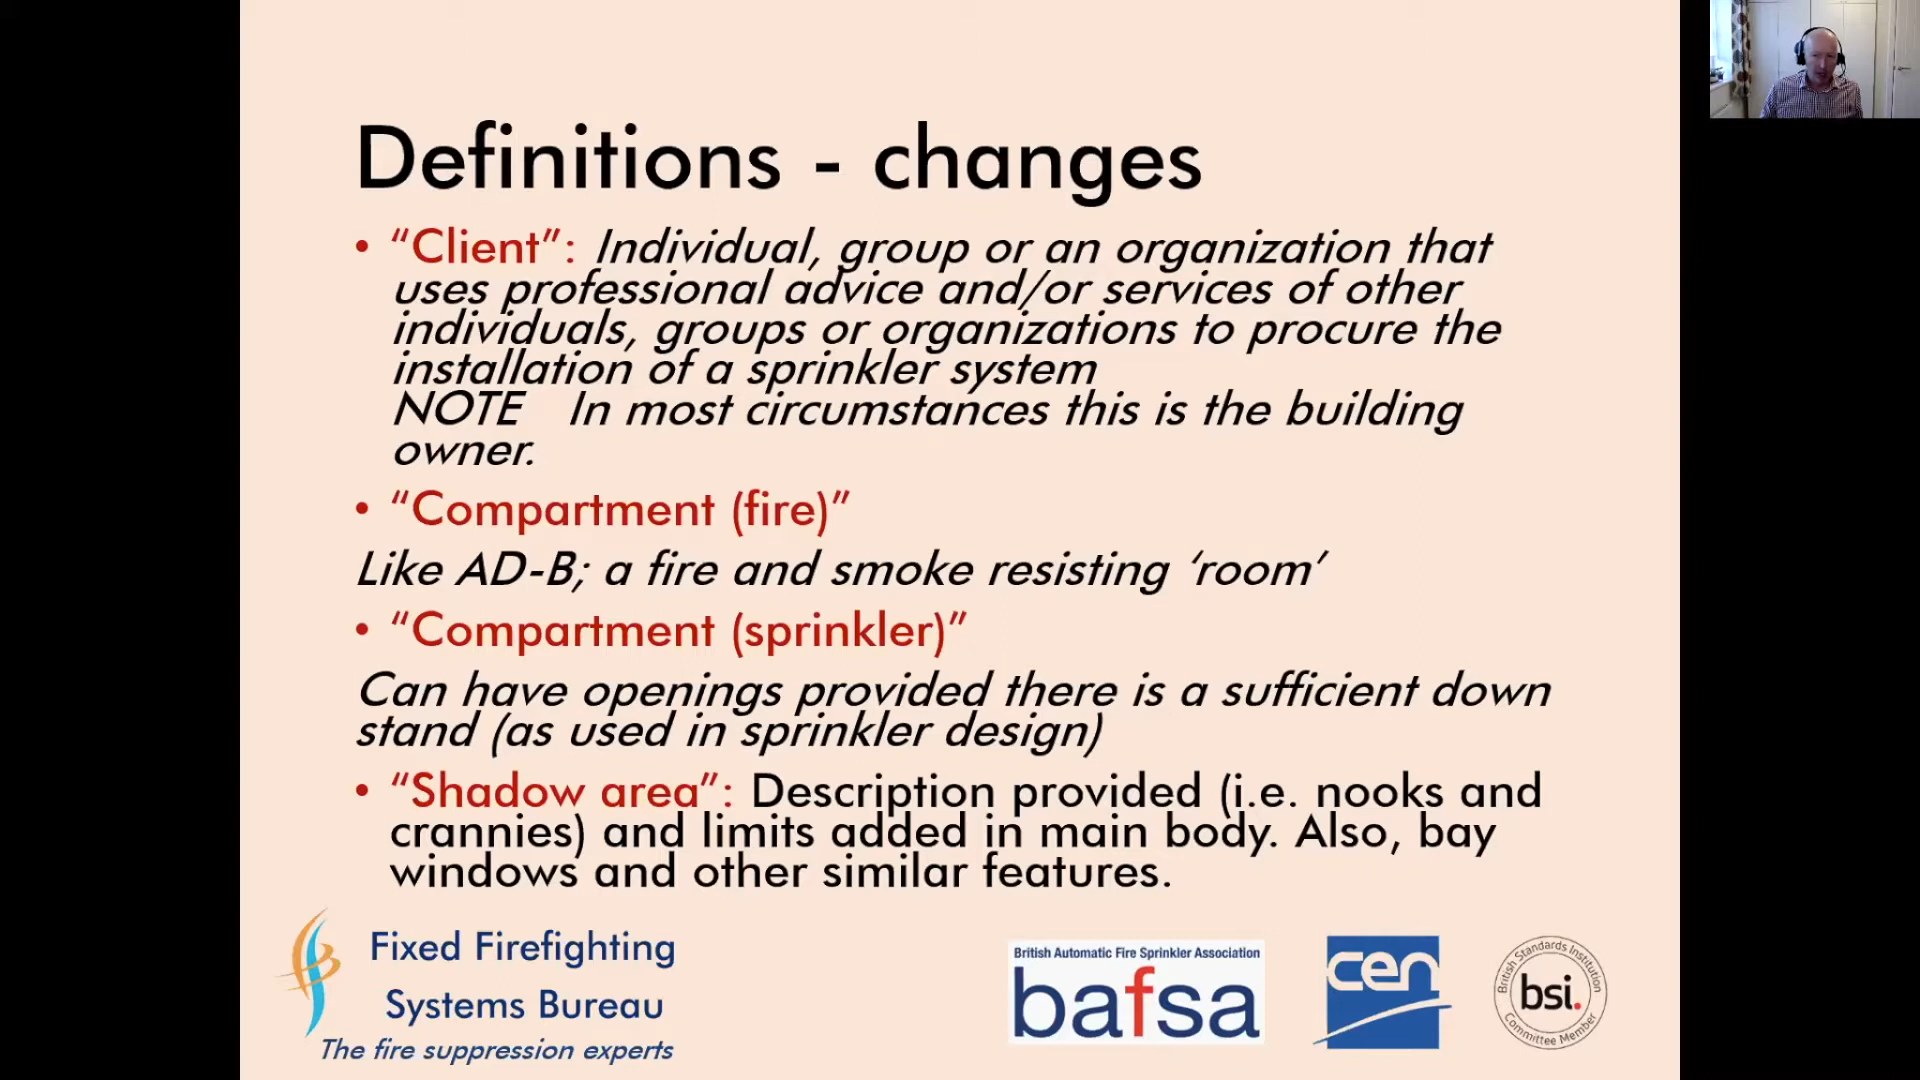 Definitions - changes
• “Client”: Individual, group or an organization that
uses professional advice and/or services of other
individuals, groups or organizations to procure the
installation of a sprinkler system
NOTE In most circumstances this is the building
owner.
• “Compartment (fire)”
Like AD-B; a fire and smoke resisting ‘room’
• “Compartment (sprinkler)”
Can have openings provided there is a sufficient down
stand (as used in sprinkler design)
• “Shadow area”: Description provided (i.e. nooks and
crannies) and limits added in main body. Also, bay
windows and other similar features.
Fixed Firefighting
Systems Bureau
The fire suppression experts
British Automatic Fire Sprinkler Association
bafsa
cen
British Standards Institution
bsi.
Committee Member